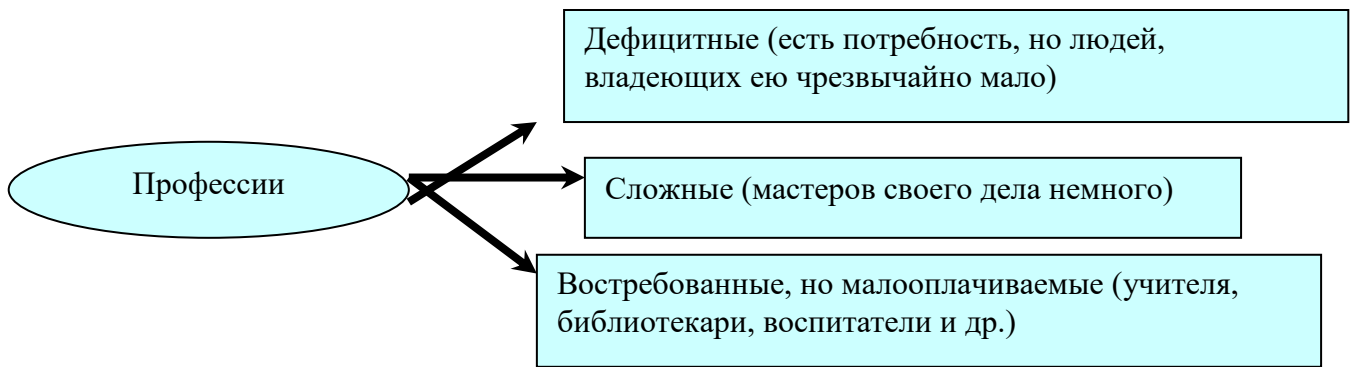 Дефицитные (есть потребность, но людей,
владеющих ею чрезвычайно мало)
Профессии
Сложные (мастеров своего дела немного)
Востребованные, но малооплачиваемые (учителя,
библиотекари, воспитатели и др.)